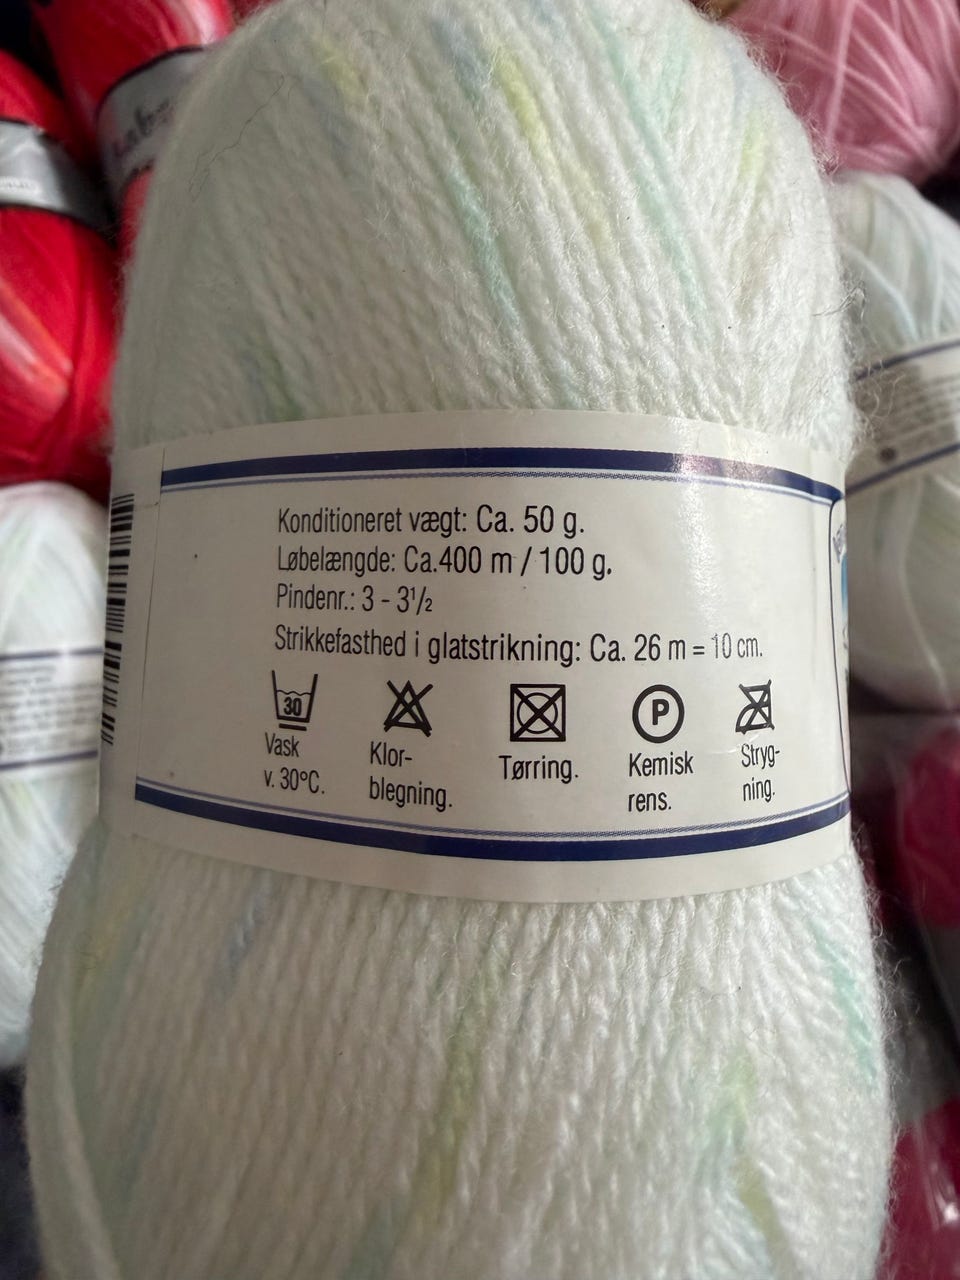 Konditioneret vægt: Ca. 50 g.
Løbelængde: Ca.400 m / 100 g.
Pindenr.: 3 - 3½
Strikkefasthed i glatstrikning: Ca. 26 m = 10 cm.
30
P
Vask
v. 30°C.
Klor-
blegning.
Tørring.
Kemisk
rens.
Stryg-
ning.